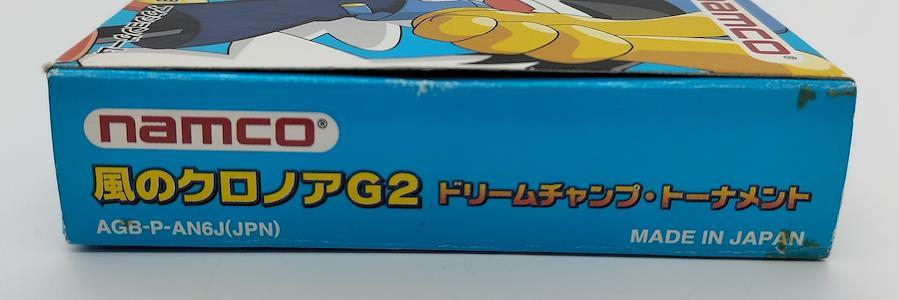 namco®
namco®
風のクロノアG2 ドリームチャンプ・トーナメント
AGB-P-AN6J(JPN)
MADE IN JAPAN